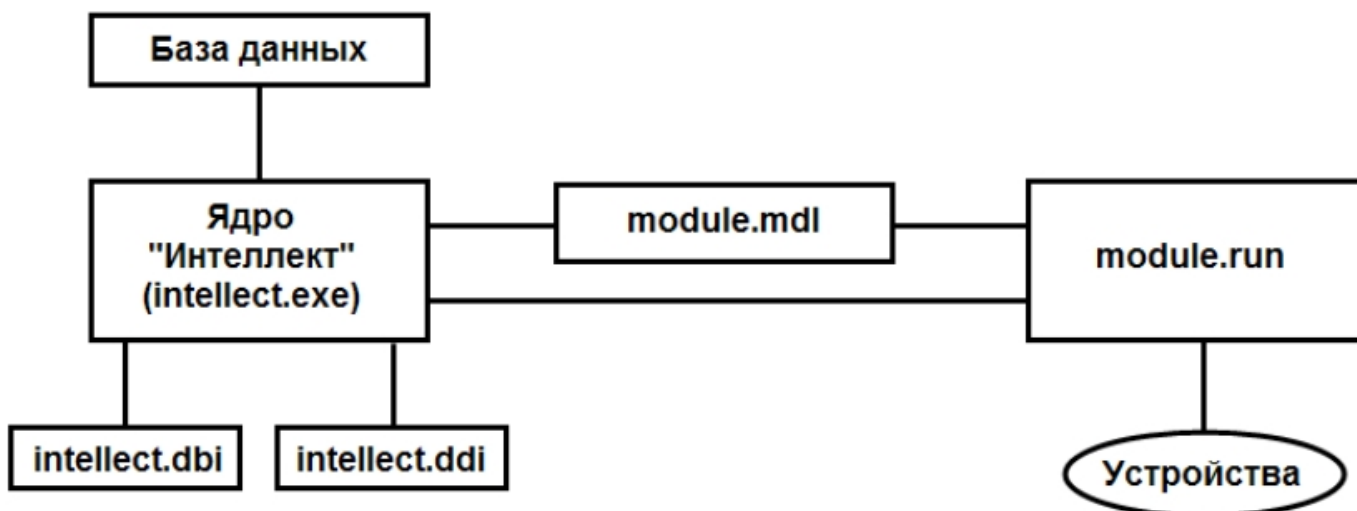 База данных
Ядро
"Интеллект"
(intellect.exe)
module.mdl
module.run
intellect.dbi
intellect.ddi
Устройства